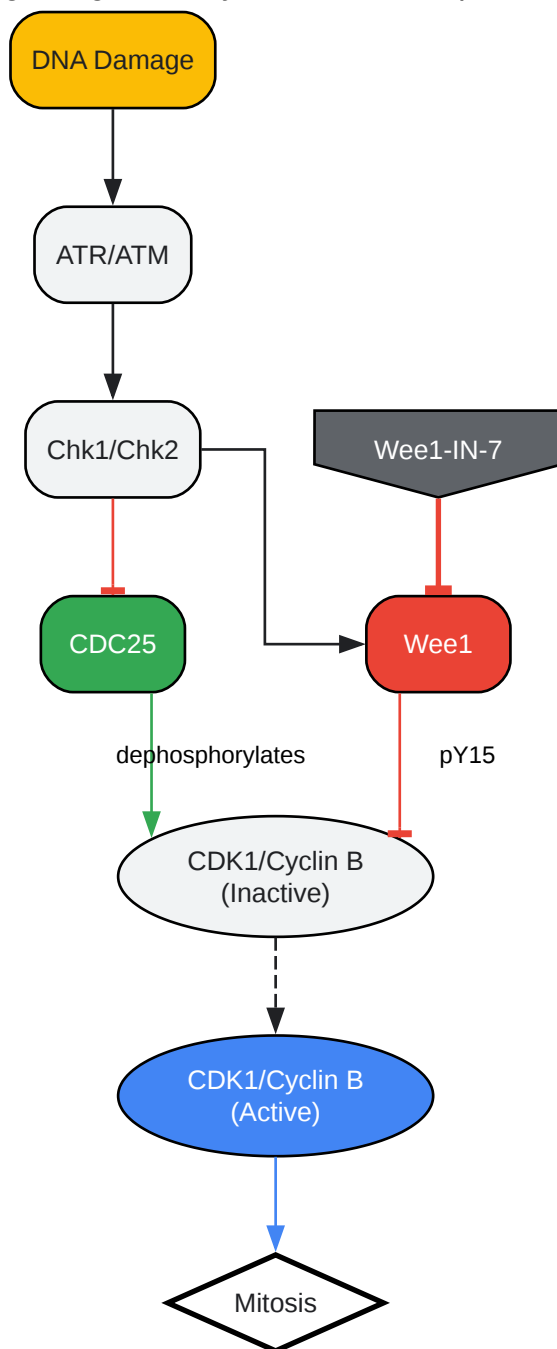 DNA Damage
ATR/ATM
Chk1/Chk2
Wee1-IN-7
CDC25
Wee1
dephosphorylates
pY15
CDK1/Cyclin B
(Inactive)
CDK1/Cyclin B
(Active)
Mitosis